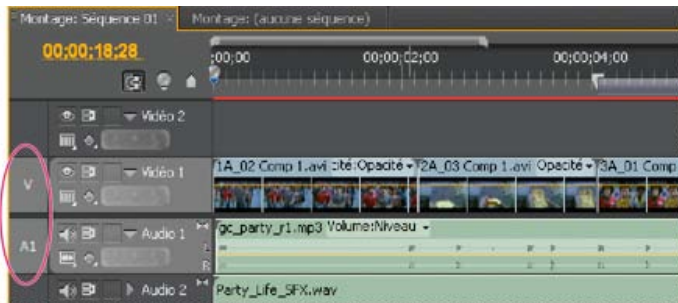 Montage: Séquence 01 × Montage: (aucune séquence)
00;00;18;28
;00;00 00;00;02;00 00;00;04;00
Vidéo 2
V Vidéo 1 1A_02 Comp 1.avi cité:Opacité 2A_03 Comp 1.avi Opacité 3A_01 Comp
A1 Audio 1 gc_party_r1.mp3 Volume:Niveau
L
R
Audio 2 Party_Life_SFX.wav